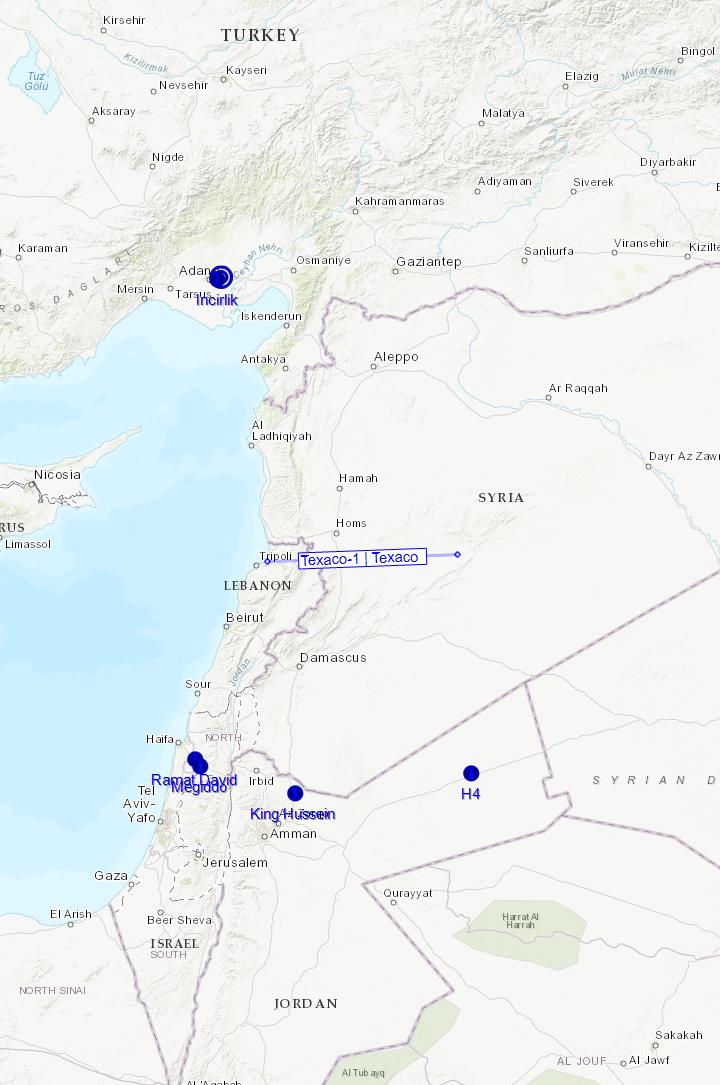 Kirsehir
TURKEY
Bingol
Kizilirmak
Murat Nehri
Tuz
Gölü
Kayseri
Elazig
Nevsehir
Aksaray
Malatya
Nigde
Diyarbakir
Adiyaman
Siverek
Kahramanmaras
Karaman
Ceyhan Nehri
Viransehir
Sanliurfa
Kizilte
Osmaniye
Gaziantep
Adan
Mersin
Tarsus
Incirlik
ROS DAGLARI
Iskenderun
Antakya
Aleppo
Ar Raqqah
Al
Ladhiqiyah
Dayr Az Zawr
Nicosia
Hamah
SYRIA
RUS
Homs
Limassol
Tripoli
Texaco-1 | Texaco
LEBANON
Beirut
Damascus
Jordan
Sour
NORTH
Haifa
Ramat David
Megiddo
Irbid
H4
SYRIAN D
Tel
Aviv-
Yafo
King Hussein
Amman
Jerusalem
Gaza
Qurayyat
El Arish
Beer Sheva
Harrat Al
Harrah
ISRAEL
SOUTH
NORTH SINAI
JORDAN
Sakakah
AL JOUF
Al Jawf
Al Tubayq
Al 'Aqabah